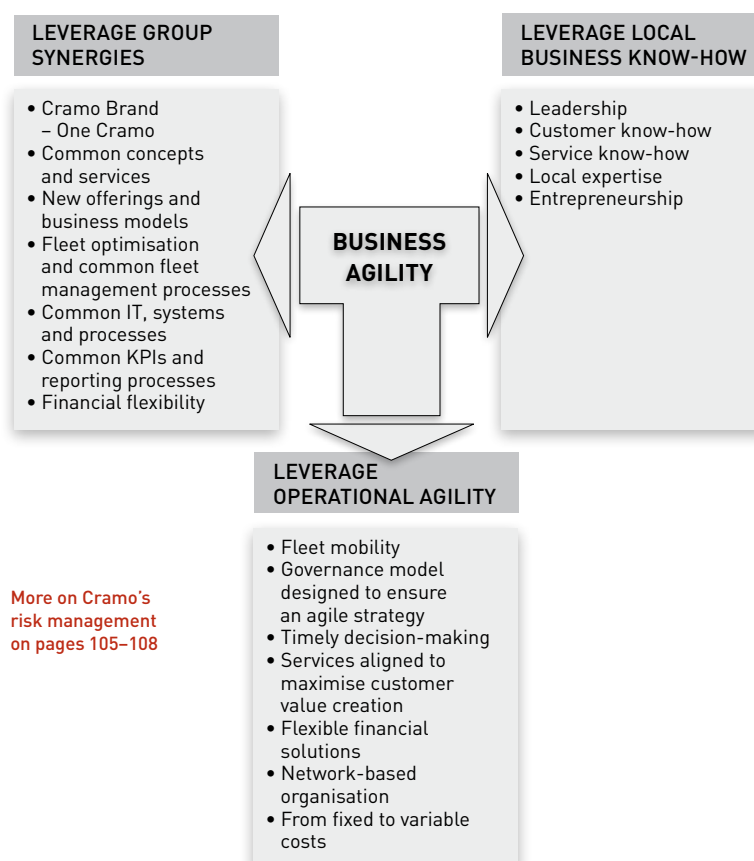 LEVERAGE GROUP
SYNERGIES
• Cramo Brand
– One Cramo
• Common concepts
and services
• New offerings and
business models
• Fleet optimisation
and common fleet
management processes
• Common IT, systems
and processes
• Common KPIs and
reporting processes
• Financial flexibility
BUSINESS
AGILITY
LEVERAGE LOCAL
BUSINESS KNOW-HOW
• Leadership
• Customer know-how
• Service know-how
• Local expertise
• Entrepreneurship
LEVERAGE
OPERATIONAL AGILITY
• Fleet mobility
• Governance model
designed to ensure
an agile strategy
• Timely decision-making
• Services aligned to
maximise customer
value creation
• Flexible financial
solutions
• Network-based
organisation
• From fixed to variable
costs
More on Cramo’s
risk management
on pages 105–108